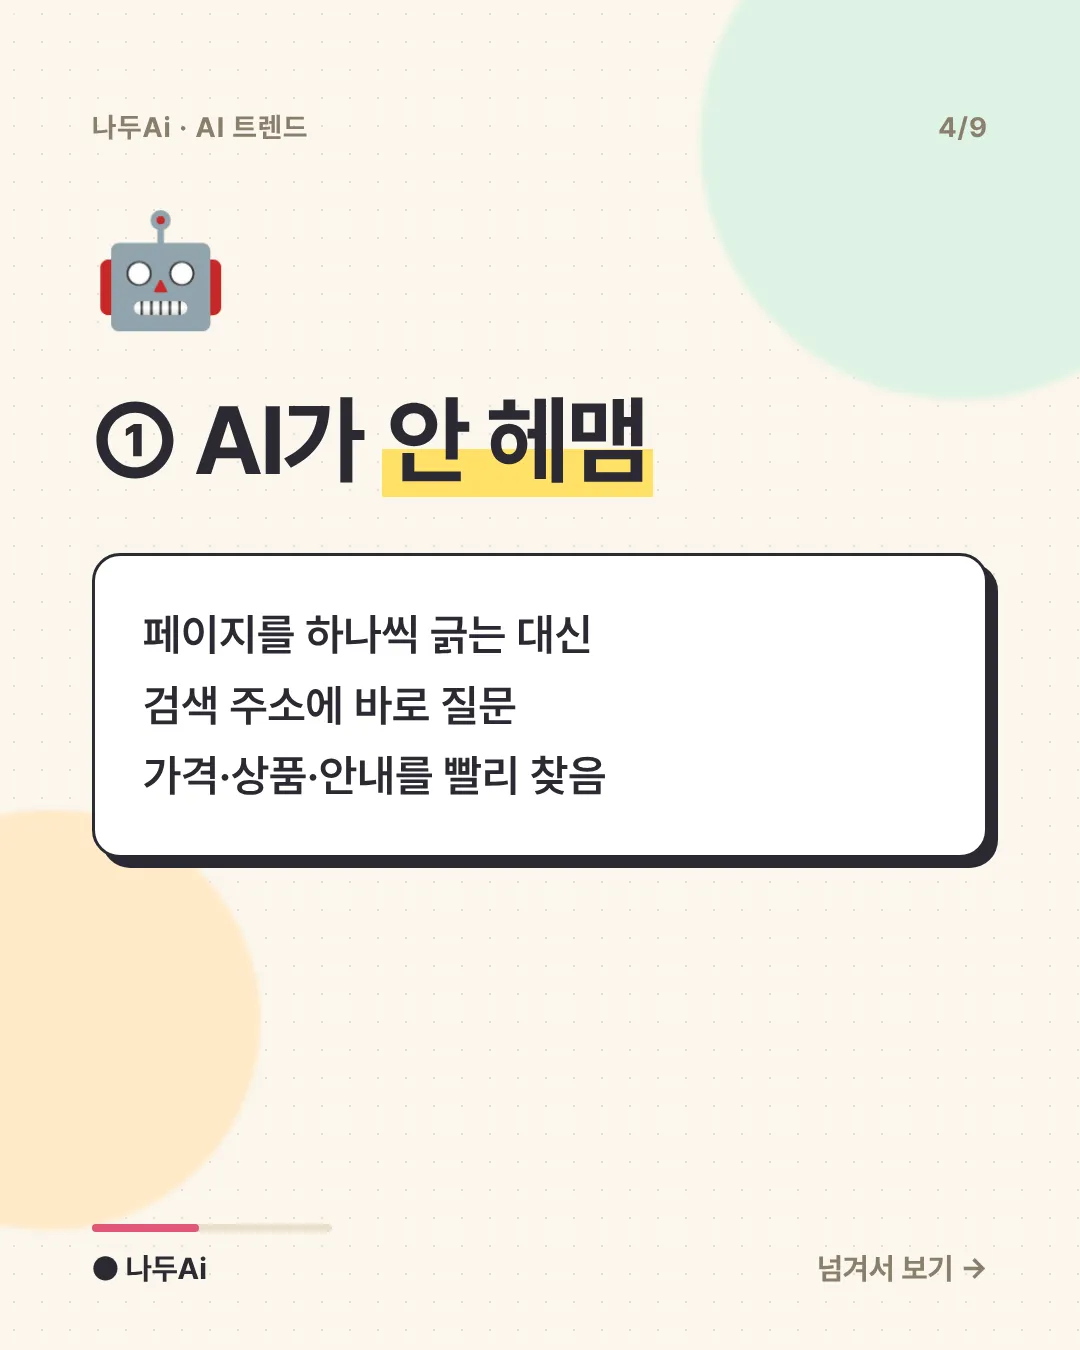 나두Ai · AI 트렌드
4/9
① AI가 안 헤맴
페이지를 하나씩 긁는 대신
검색 주소에 바로 질문
가격·상품·안내를 빨리 찾음
나두Ai
넘겨서 보기 →